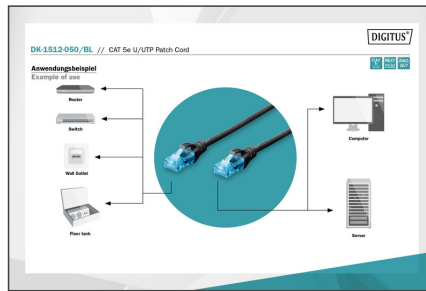 DIGITUS®
DK-1512-050/BL // CAT 5e U/UTP Patch Cord
Anwendungsbeispiel
Example of use
Router
Switch
Wall Outlet
Floor tank
Computer
Server